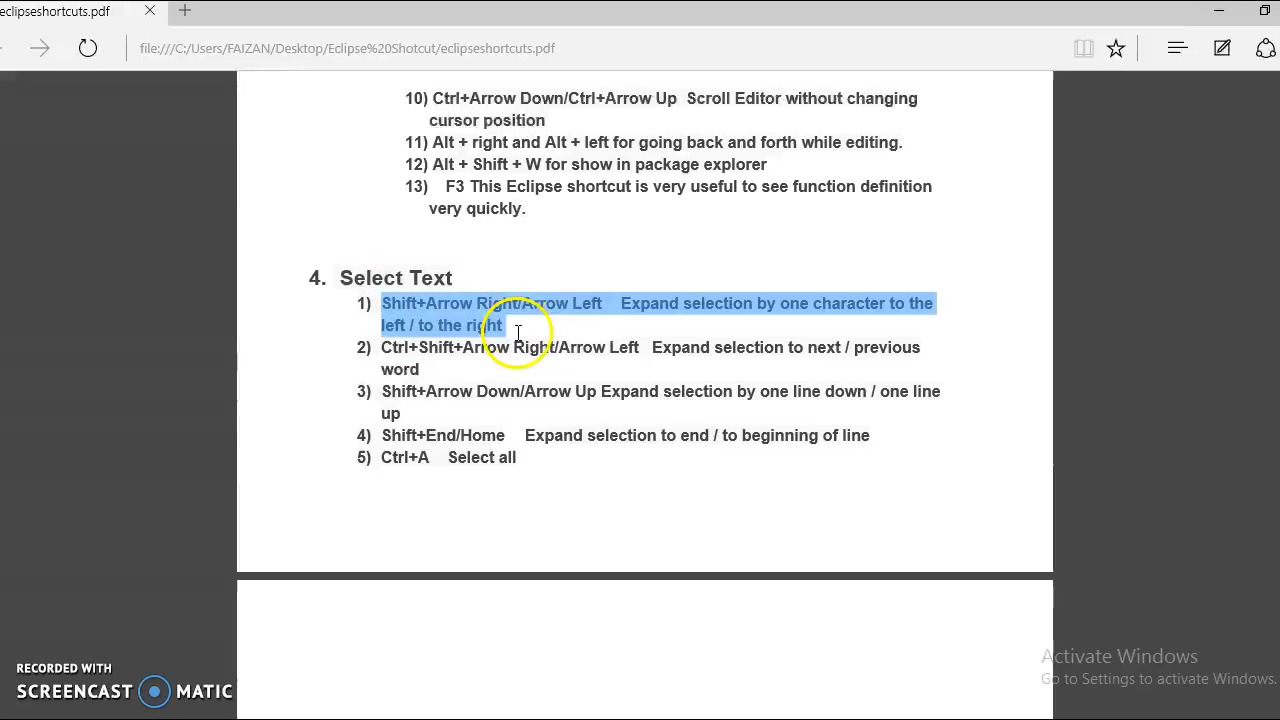 eclipseshortcuts.pdf
file:///C:/Users/FAIZAN/Desktop/Eclipse%20Shotcut/eclipseshortcuts.pdf
10) Ctrl+Arrow Down/Ctrl+Arrow Up Scroll Editor without changing
cursor position
11) Alt + right and Alt + left for going back and forth while editing.
12) Alt + Shift + W for show in package explorer
13) F3 This Eclipse shortcut is very useful to see function definition
very quickly.
4. Select Text
1) Shift+Arrow Right/Arrow Left Expand selection by one character to the
left / to the right
2) Ctrl+Shift+Arrow Right/Arrow Left Expand selection to next / previous
word
3) Shift+Arrow Down/Arrow Up Expand selection by one line down / one line
up
4) Shift+End/Home Expand selection to end / to beginning of line
5) Ctrl+A Select all
Activate Windows
Go to Settings to activate Windows.
RECORDED WITH
SCREENCAST MATIC